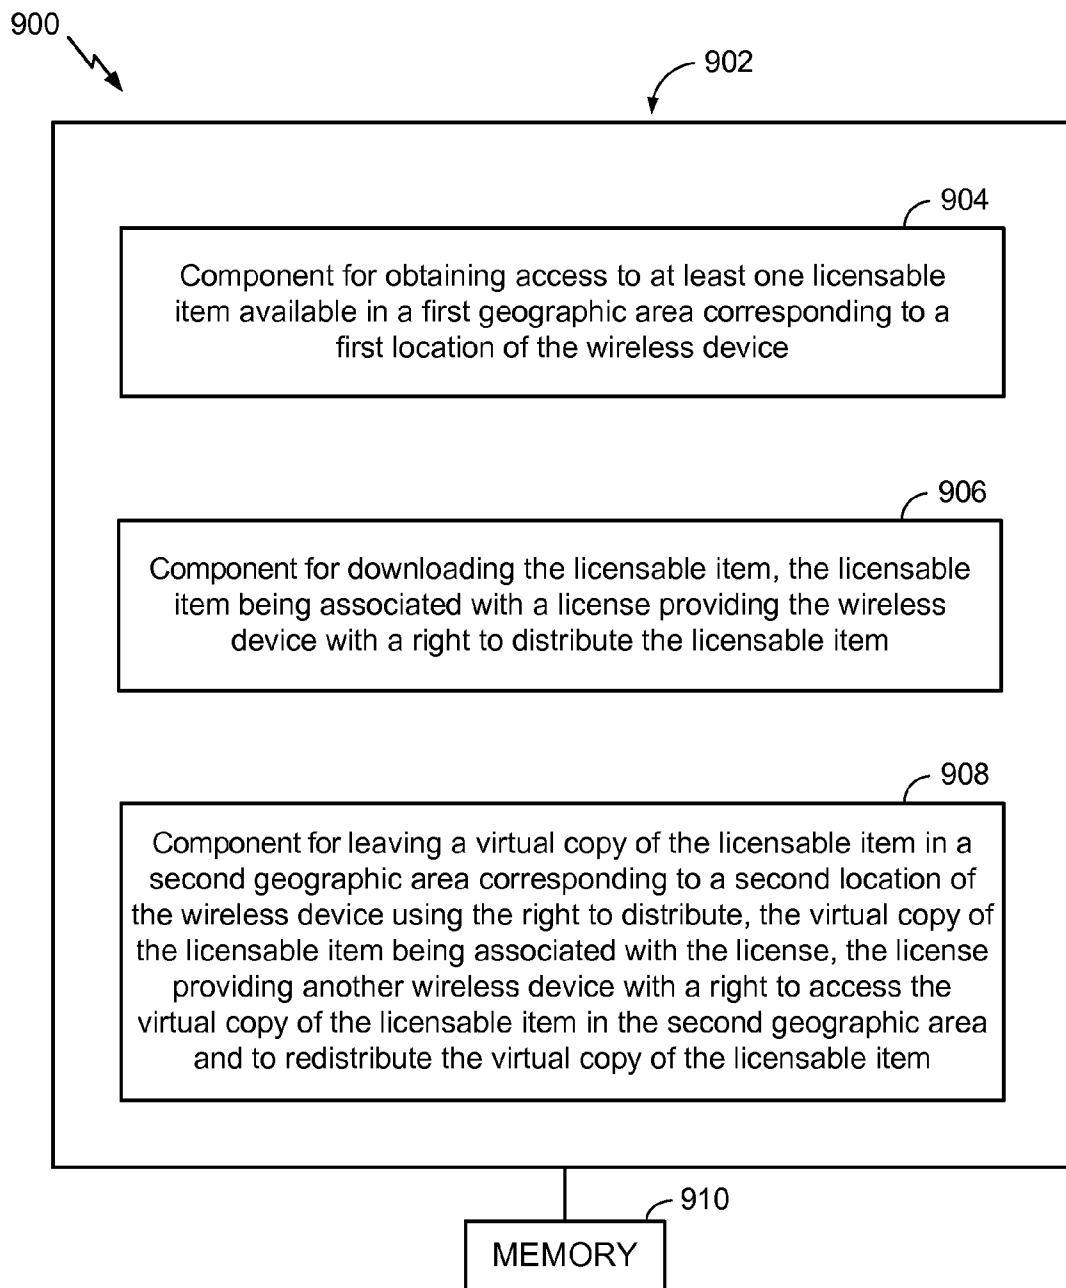 900
902
904
Component for obtaining access to at least one licensable
item available in a first geographic area corresponding to a
first location of the wireless device
906
Component for downloading the licensable item, the licensable
item being associated with a license providing the wireless
device with a right to distribute the licensable item
908
Component for leaving a virtual copy of the licensable item in a
second geographic area corresponding to a second location of
the wireless device using the right to distribute, the virtual copy of
the licensable item being associated with the license, the license
providing another wireless device with a right to access the
virtual copy of the licensable item in the second geographic area
and to redistribute the virtual copy of the licensable item
910
MEMORY